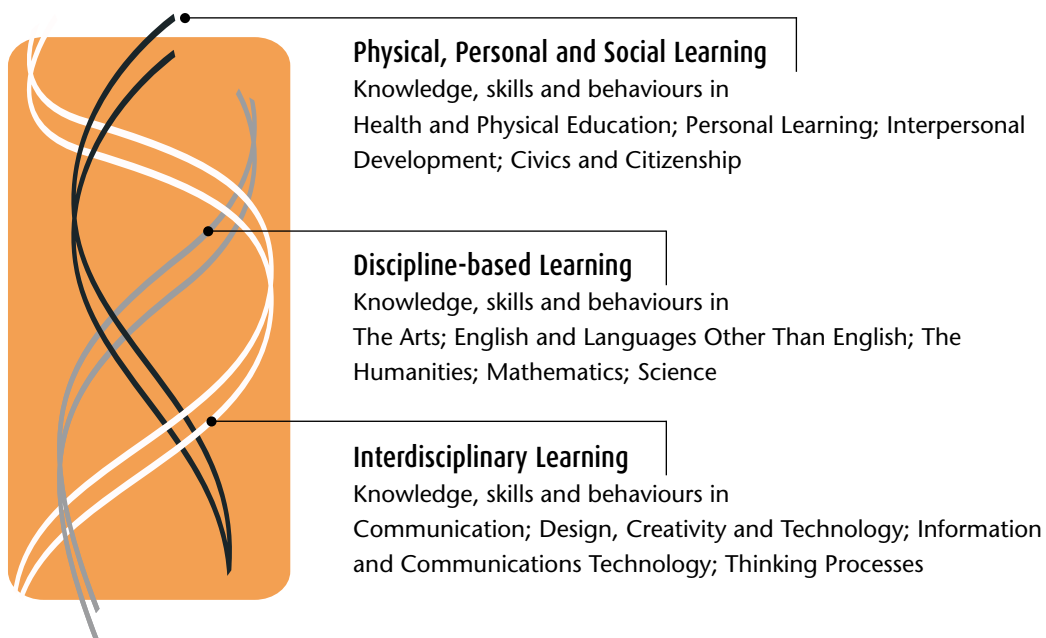 Physical, Personal and Social Learning
Knowledge, skills and behaviours in
Health and Physical Education; Personal Learning; Interpersonal
Development; Civics and Citizenship
Discipline-based Learning
Knowledge, skills and behaviours in
The Arts; English and Languages Other Than English; The
Humanities; Mathematics; Science
Interdisciplinary Learning
Knowledge, skills and behaviours in
Communication; Design, Creativity and Technology; Information
and Communications Technology; Thinking Processes